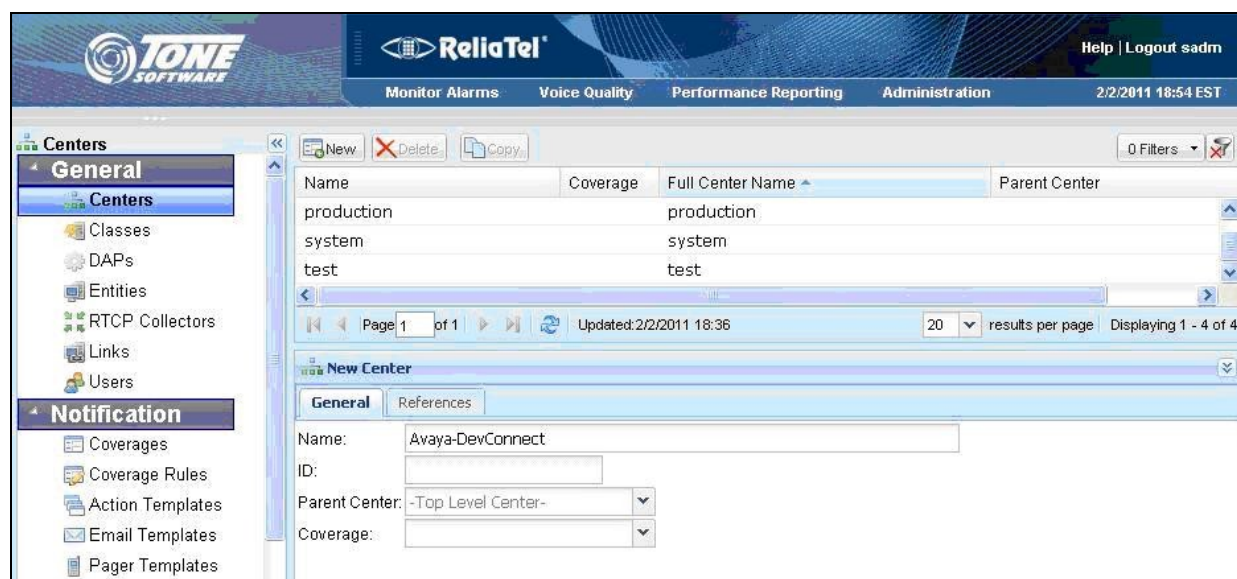 TONE SOFTWARE
ReliaTel
Help | Logout sadm
Monitor Alarms Voice Quality Performance Reporting Administration 2/2/2011 18:54 EST
Centers
General
Centers
Classes
DAPs
Entities
RTCP Collectors
Links
Users
Notification
Coverages
Coverage Rules
Action Templates
Email Templates
Pager Templates
New Delete Copy 0 Filters
Name Coverage Full Center Name Parent Center
production production
system system
test test
Page 1 of 1 Updated:2/2/2011 18:36 20 results per page Displaying 1 - 4 of 4
New Center
General References
Name: Avaya-DevConnect
ID:
Parent Center: -Top Level Center-
Coverage: